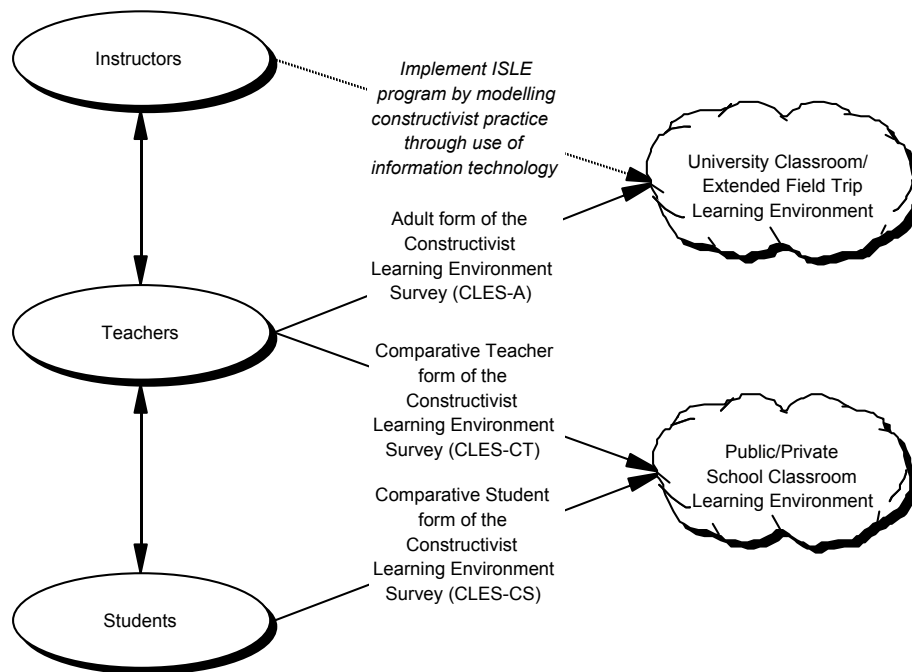 Instructors
Implement ISLE
program by modelling
constructivist practice
through use of
information technology
University Classroom/
Extended Field Trip
Learning Environment
Adult form of the
Constructivist
Learning Environment
Survey (CLES-A)
Teachers
Comparative Teacher
form of the
Constructivist
Learning Environment
Survey (CLES-CT)
Public/Private
School Classroom
Learning Environment
Comparative Student
form of the
Constructivist
Learning Environment
Survey (CLES-CS)
Students